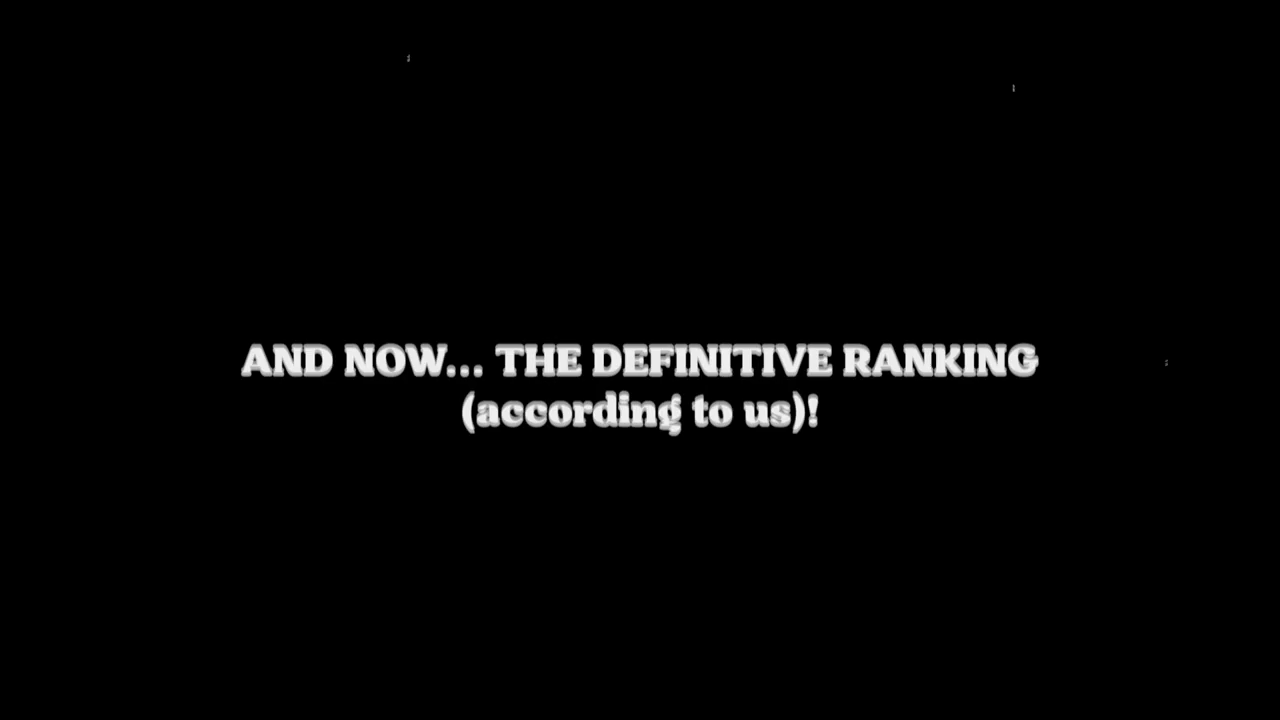 AND NOW... THE DEFINITIVE RANKING
(according to us)!